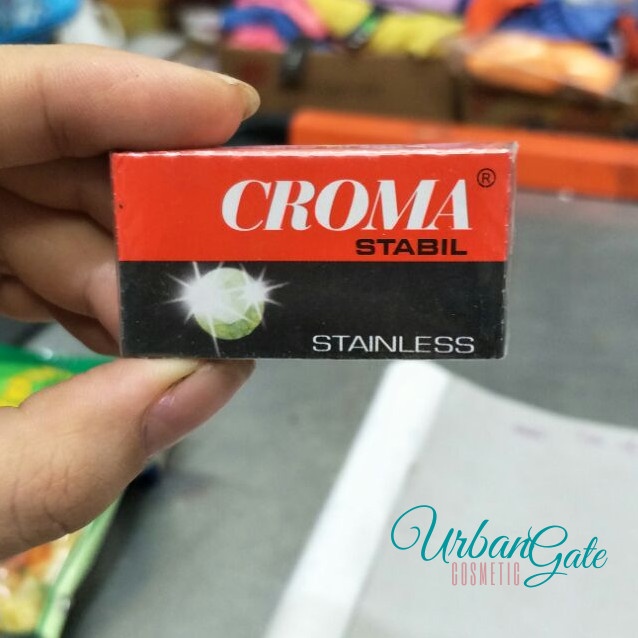 CROMA ®
STABIL
STAINLESS
UrbanGate
COSMETIC